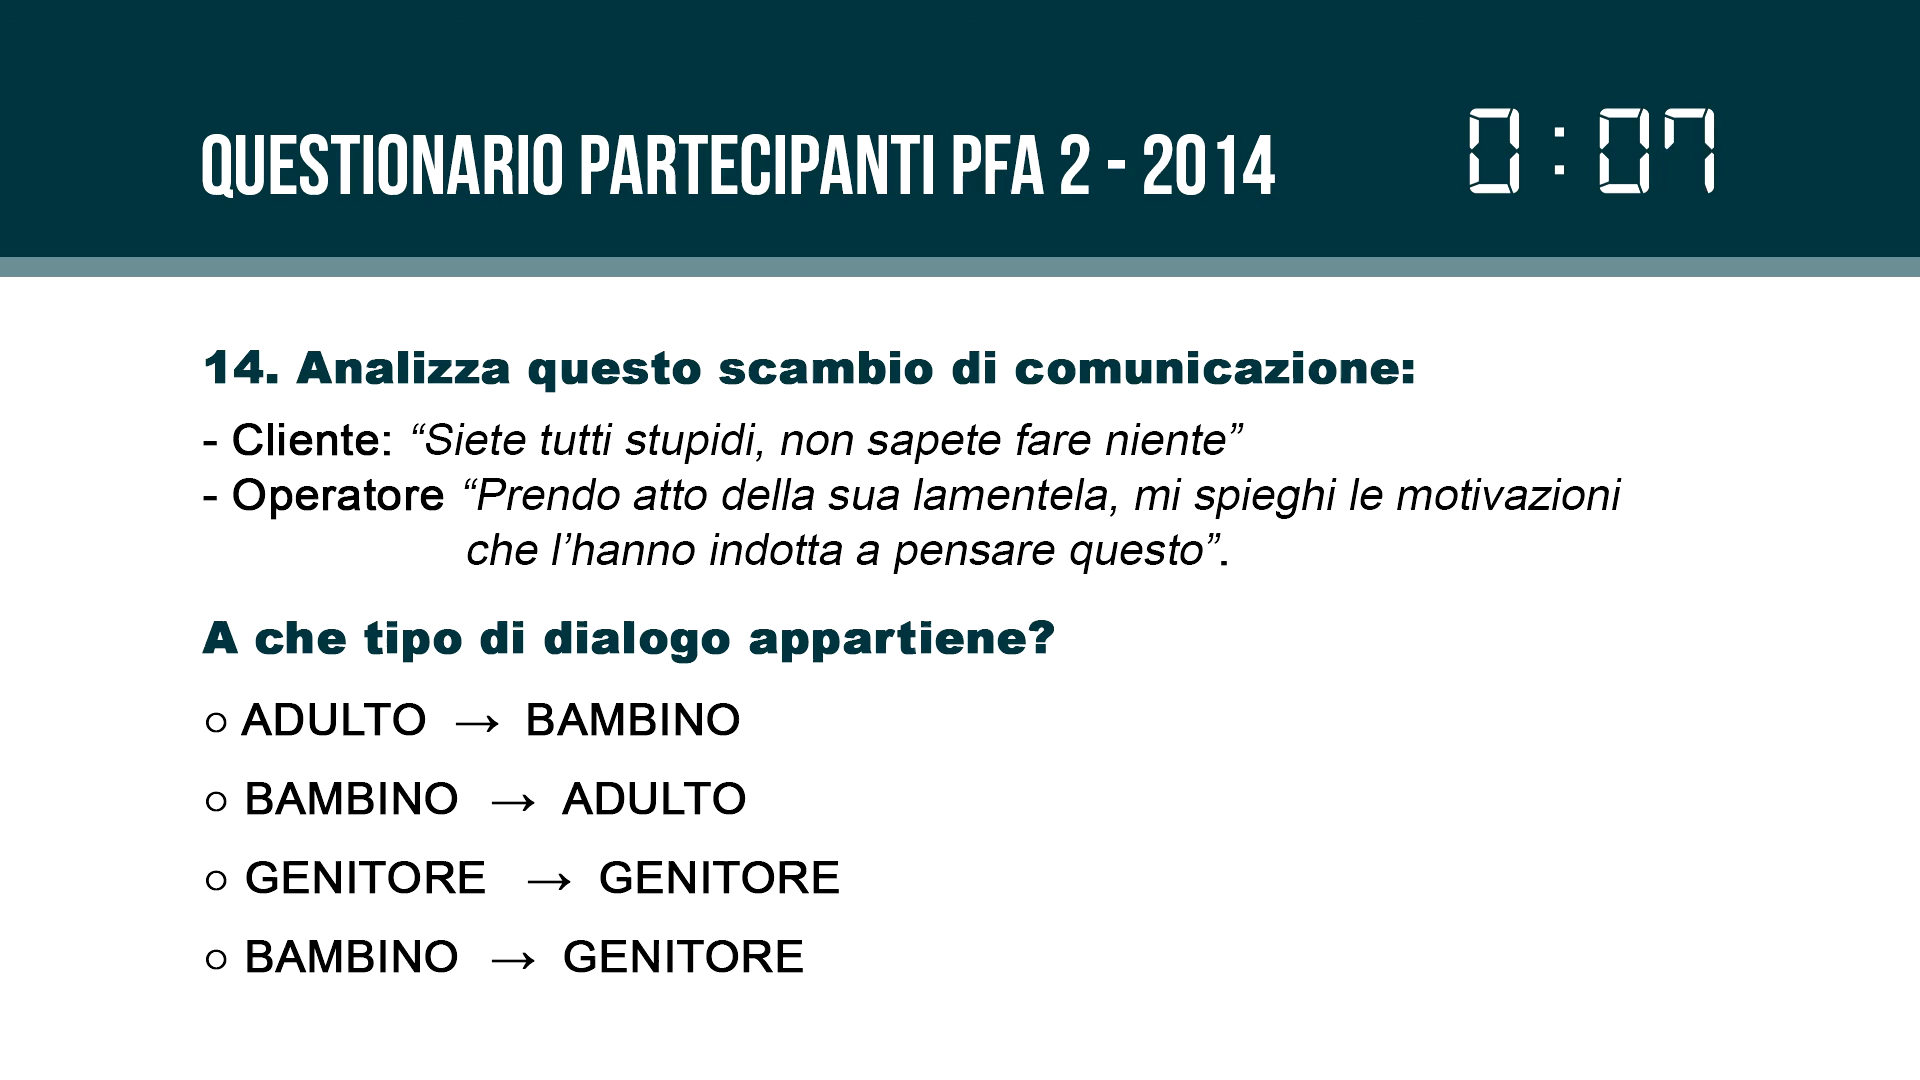 QUESTIONARIO PARTECIPANTI PFA 2 - 2014
0:07
14. Analizza questo scambio di comunicazione:
- Cliente: “Siete tutti stupidi, non sapete fare niente”
- Operatore “Prendo atto della sua lamentela, mi spieghi le motivazioni
che l’hanno indotta a pensare questo”.
A che tipo di dialogo appartiene?
○ ADULTO → BAMBINO
○ BAMBINO → ADULTO
○ GENITORE → GENITORE
○ BAMBINO → GENITORE